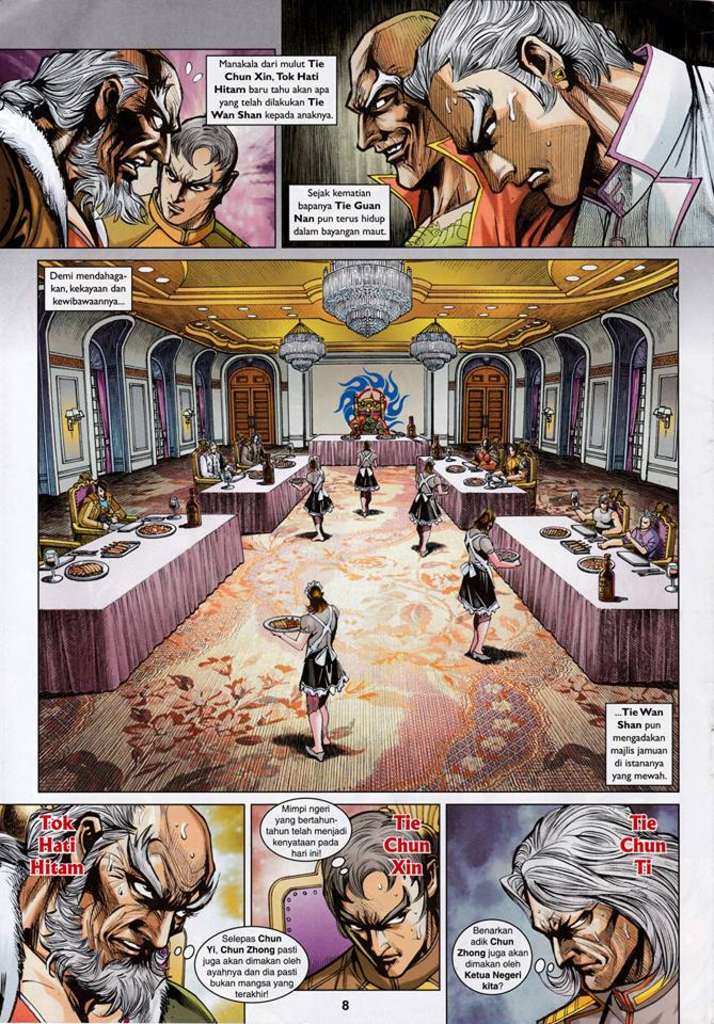 Manakala dari mulut Tie
Chun Xin, Tok Hati
Hitam baru tahu akan apa
yang telah dilakukan Tie
Wan Shan kepada anaknya.
Sejak kematian
bapanya Tie Guan
Nan pun terus hidup
dalam bayangan maut.
Demi mendahaga-
kan, kekayaan dan
kewibawaannya...
...Tie Wan
Shan pun
mengadakan
majlis jamuan
di istananya
yang mewah.
Tok
Hati
Hitam
Selepas Chun
Yi, Chun Zhong pasti
juga akan dimakan oleh
ayahnya dan dia pasti
bukan mangsa yang
terakhir!
Mimpi ngeri
yang bertahun-
tahun telah menjadi
kenyataan pada
hari ini!
Tie
Chun
Xin
Tie
Chun
Ti
Benarkan
adik Chun
Zhong juga akan
dimakan oleh
Ketua Negeri
kita?
8